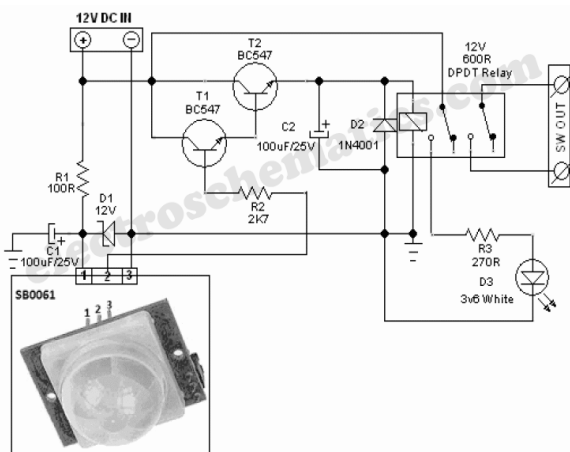 12V DC IN
+ −
T2
BC547
T1
BC547
12V
600R
DPDT Relay
C2
+
100uF/25V
D2
1N4001
SW OUT
R1
100R
D1
12V
R2
2K7
C1
+
100uF/25V
R3
270R
D3
3v6 White
1 2 3
SB0061
1 2 3
electroschematics.com